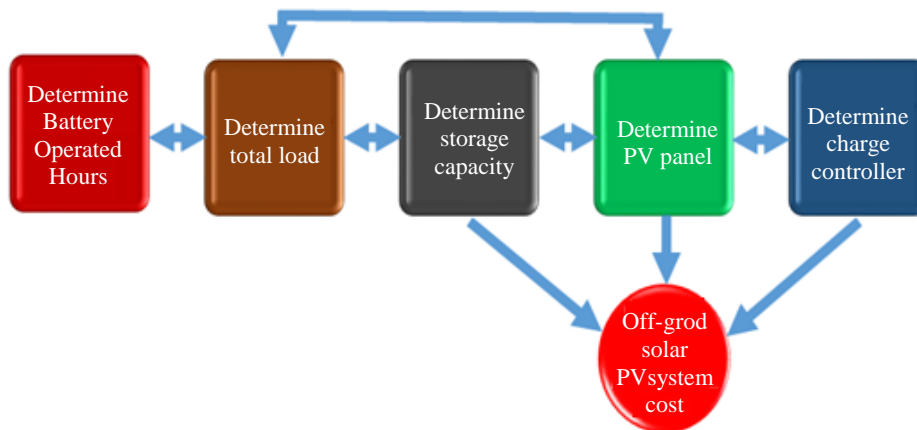 Determine
Battery
Operated
Hours
Determine
total load
Determine
storage
capacity
Determine
PV panel
Determine
charge
controller
Off-grod
solar
PVsystem
cost